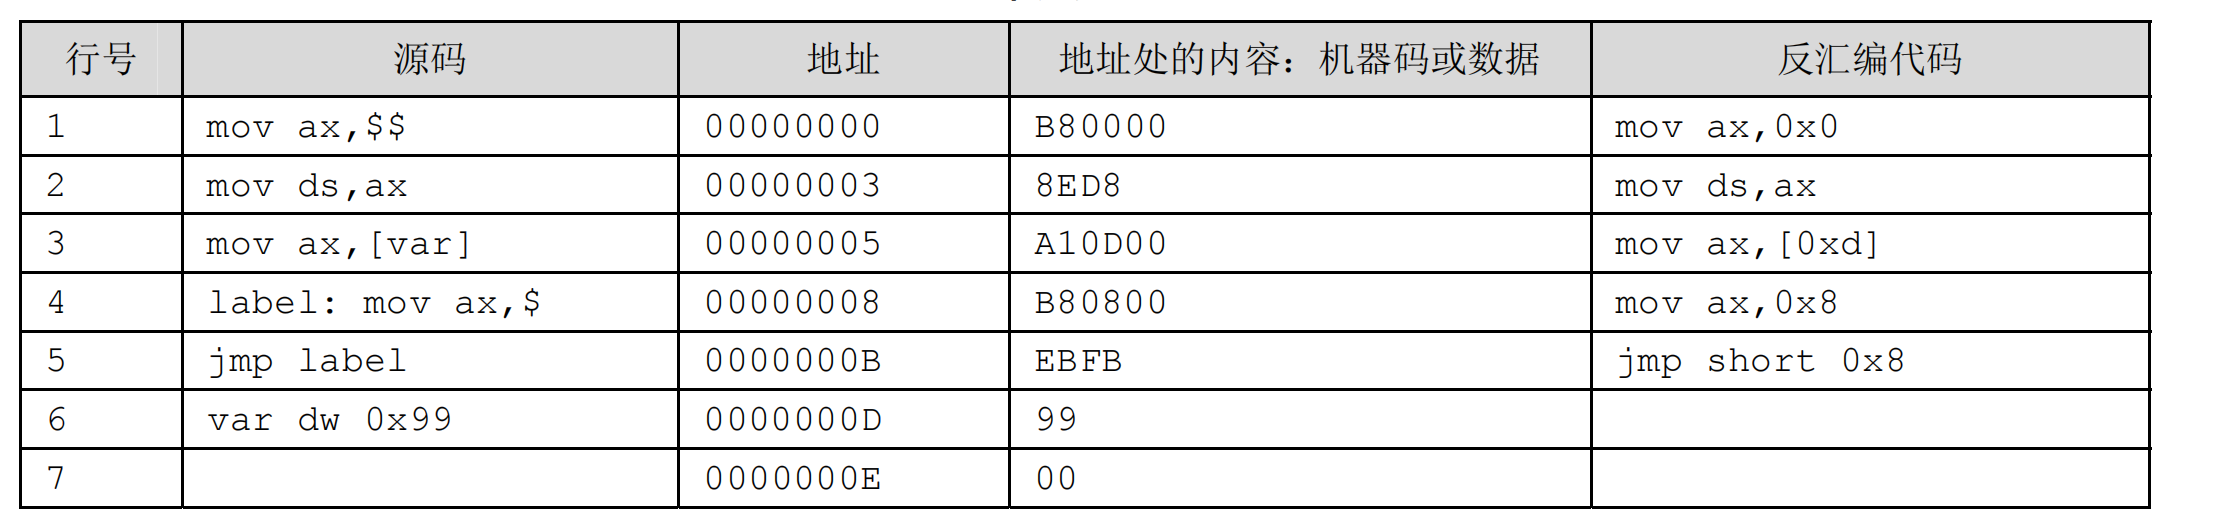 行号 源码 地址 地址处的内容：机器码或数据 反汇编代码
1 mov ax,$$ 00000000 B80000 mov ax,0x0
2 mov ds,ax 00000003 8ED8 mov ds,ax
3 mov ax,[var] 00000005 A10D00 mov ax,[0xd]
4 label: mov ax,$ 00000008 B80800 mov ax,0x8
5 jmp label 0000000B EBFB jmp short 0x8
6 var dw 0x99 0000000D 99
7 0000000E 00